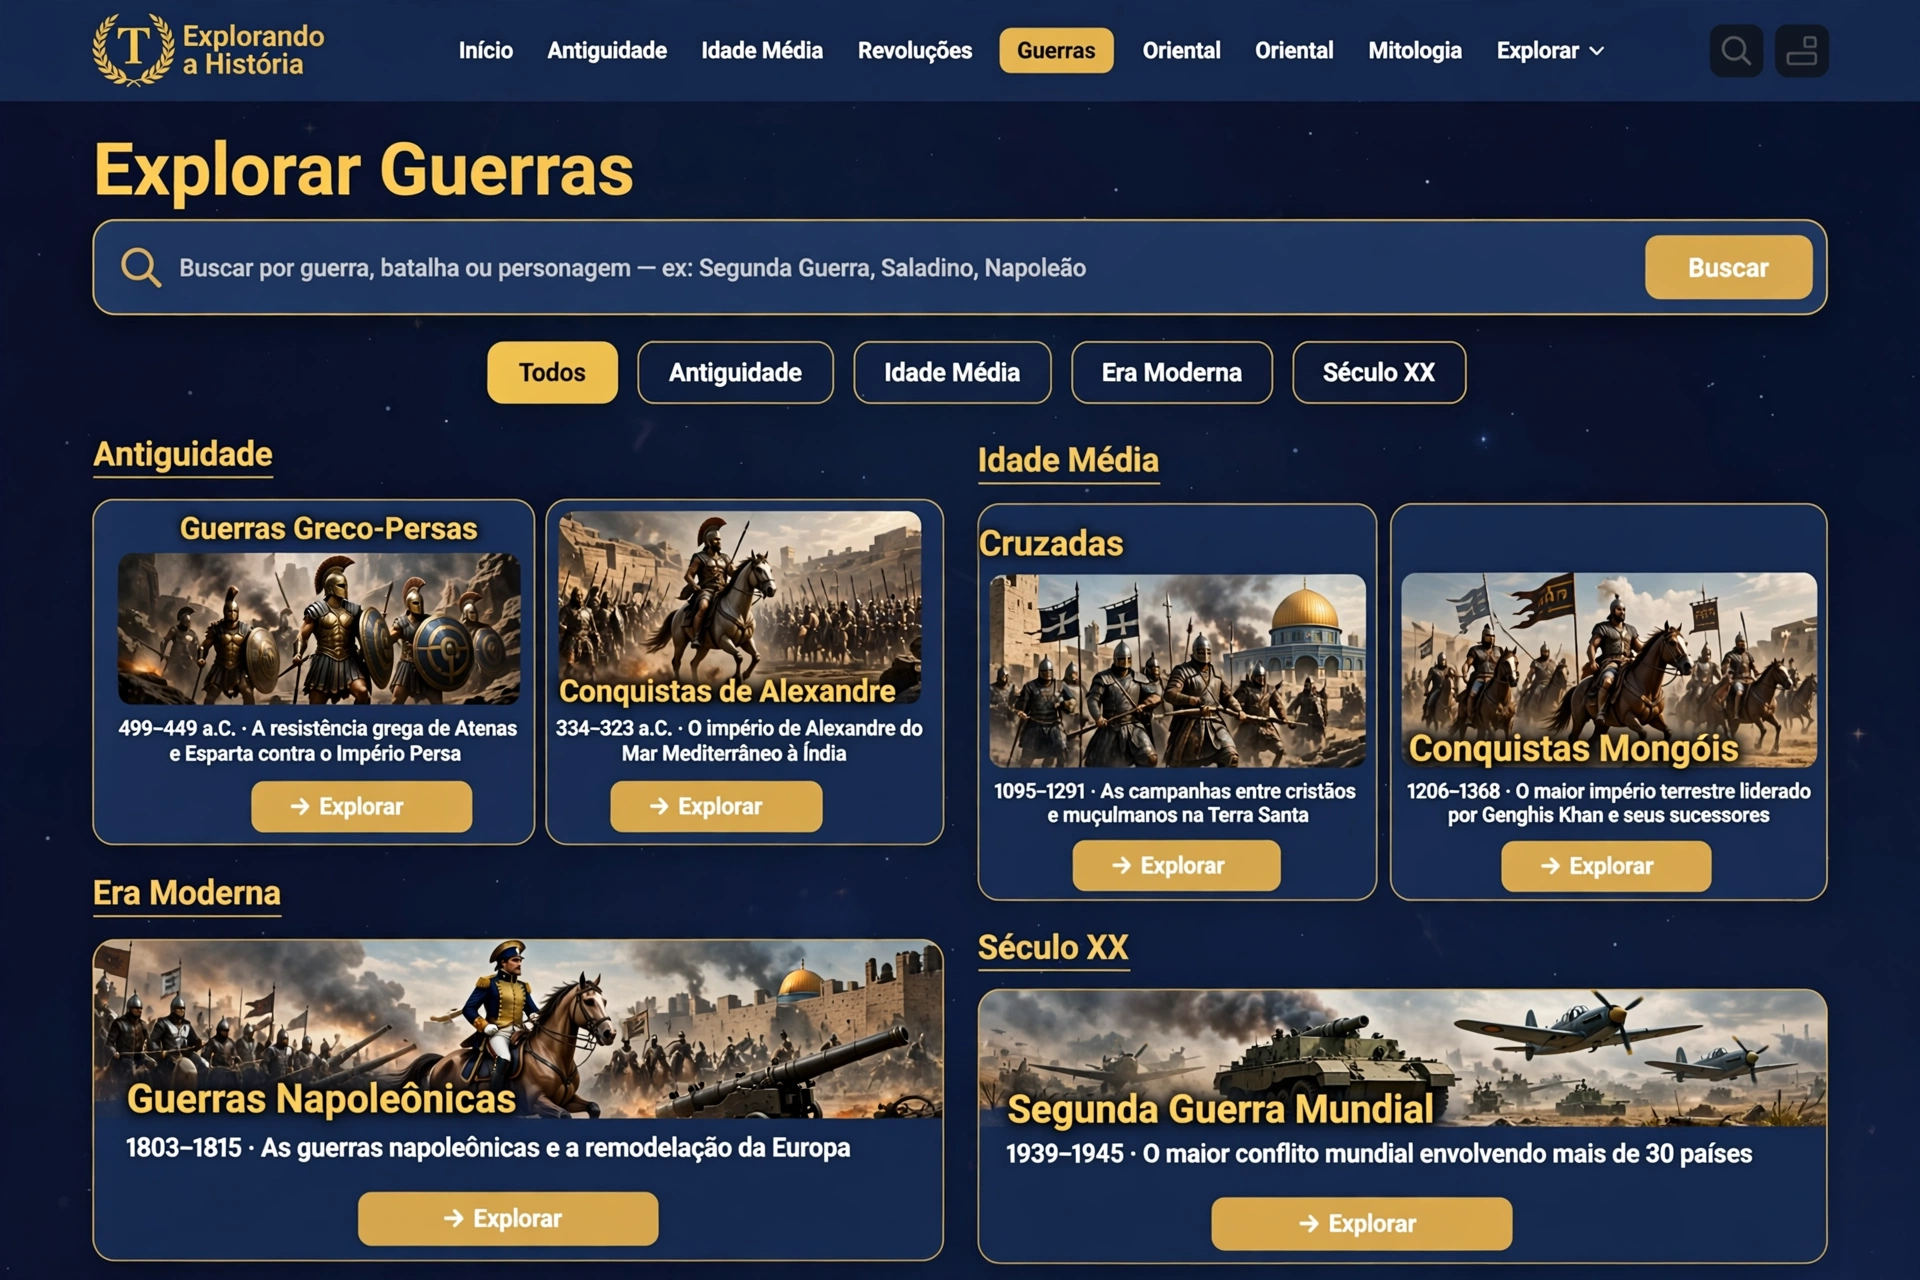 T
Explorando
a História
Início Antiguidade Idade Média Revoluções Guerras Oriental Oriental Mitologia Explorar
Explorar Guerras
Buscar por guerra, batalha ou personagem — ex: Segunda Guerra, Saladino, Napoleão
Buscar
Todos Antiguidade Idade Média Era Moderna Século XX
Antiguidade
Guerras Greco-Persas
499–449 a.C. · A resistência grega de Atenas
e Esparta contra o Império Persa
→ Explorar
Conquistas de Alexandre
334–323 a.C. · O império de Alexandre do
Mar Mediterrâneo à Índia
→ Explorar
Idade Média
Cruzadas
1095–1291 · As campanhas entre cristãos
e muçulmanos na Terra Santa
→ Explorar
Conquistas Mongóis
1206–1368 · O maior império terrestre liderado
por Genghis Khan e seus sucessores
→ Explorar
Era Moderna
Guerras Napoleônicas
1803–1815 · As guerras napoleônicas e a remodelação da Europa
→ Explorar
Século XX
Segunda Guerra Mundial
1939–1945 · O maior conflito mundial envolvendo mais de 30 países
→ Explorar